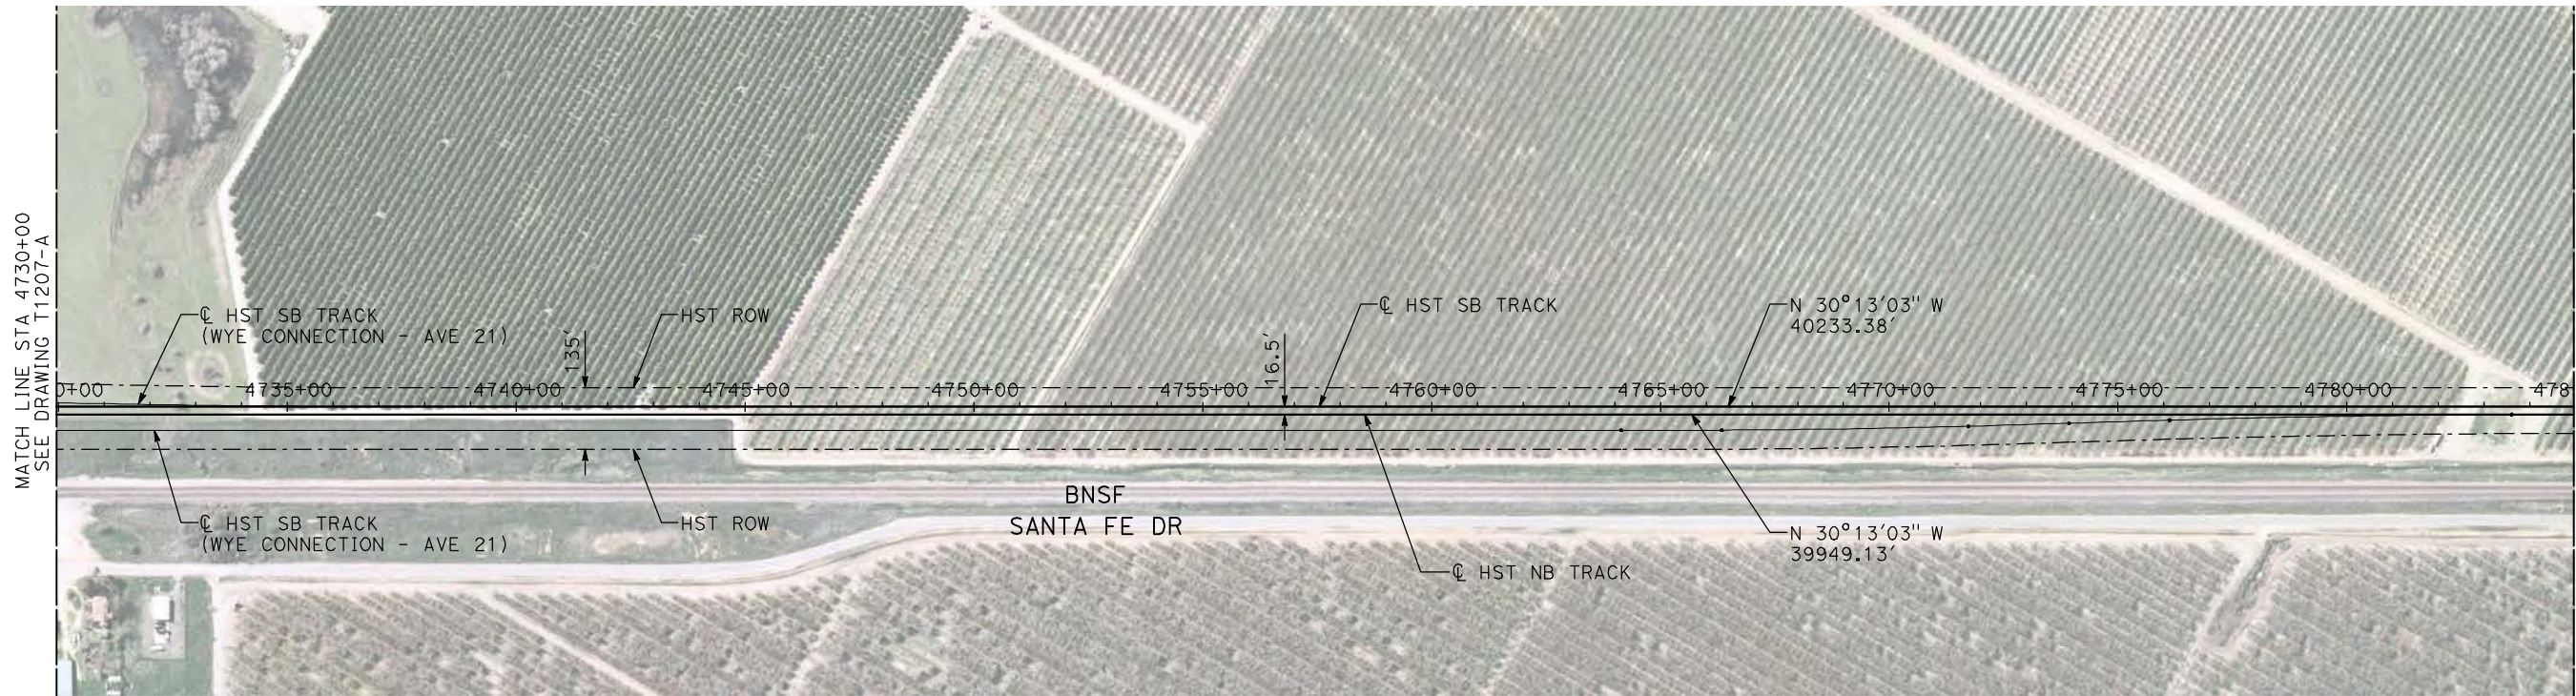 MATCH LINE STA 4730+00
SEE DRAWING T1207-A
℄ HST SB TRACK
(WYE CONNECTION - AVE 21)
135'
HST ROW
16.5'
℄ HST SB TRACK
N 30°13'03" W
40233.38'
0+00
4735+00
4740+00
4745+00
4750+00
4755+00
4760+00
4765+00
4770+00
4775+00
4780+00
478
℄ HST SB TRACK
(WYE CONNECTION - AVE 21)
HST ROW
BNSF
SANTA FE DR
℄ HST NB TRACK
N 30°13'03" W
39949.13'